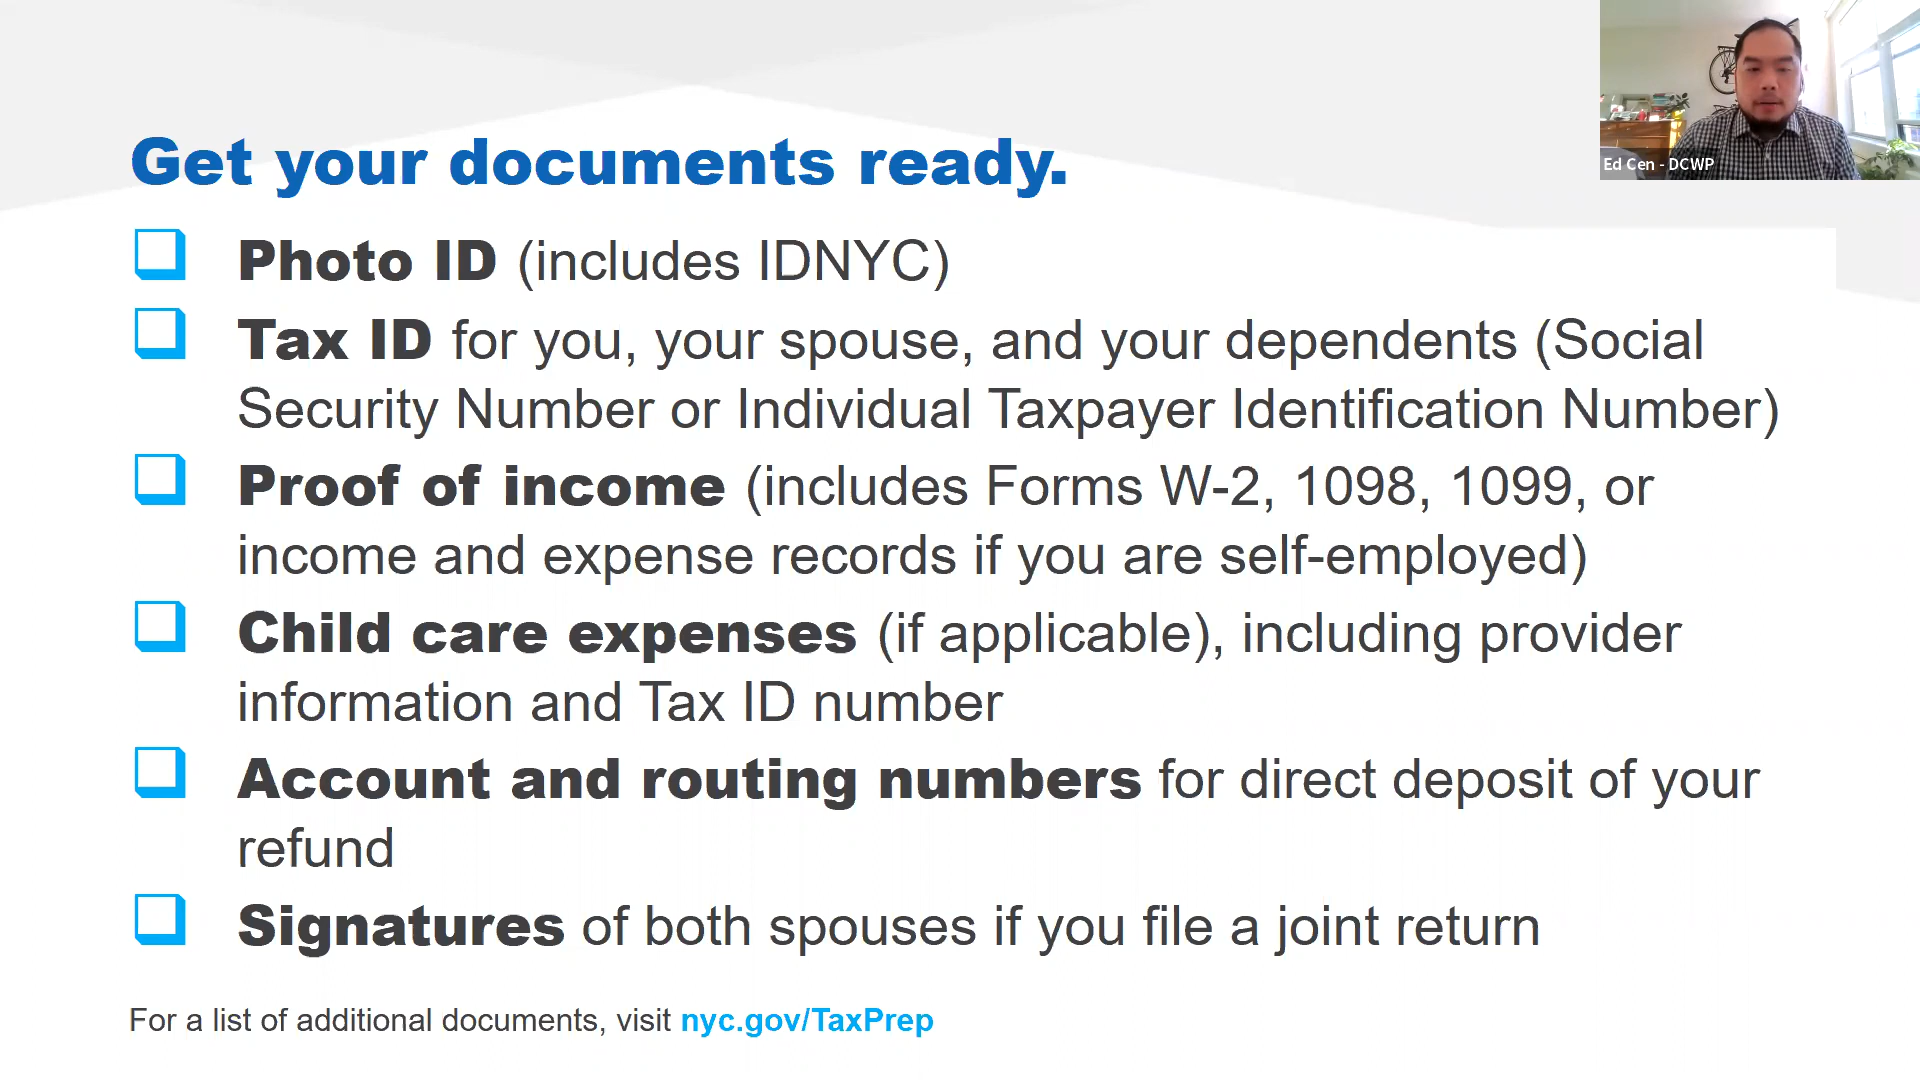 Get your documents ready.
Photo ID (includes IDNYC)
Tax ID for you, your spouse, and your dependents (Social
Security Number or Individual Taxpayer Identification Number)
Proof of income (includes Forms W-2, 1098, 1099, or
income and expense records if you are self-employed)
Child care expenses (if applicable), including provider
information and Tax ID number
Account and routing numbers for direct deposit of your
refund
Signatures of both spouses if you file a joint return
For a list of additional documents, visit nyc.gov/TaxPrep
Ed Cen - DCWP